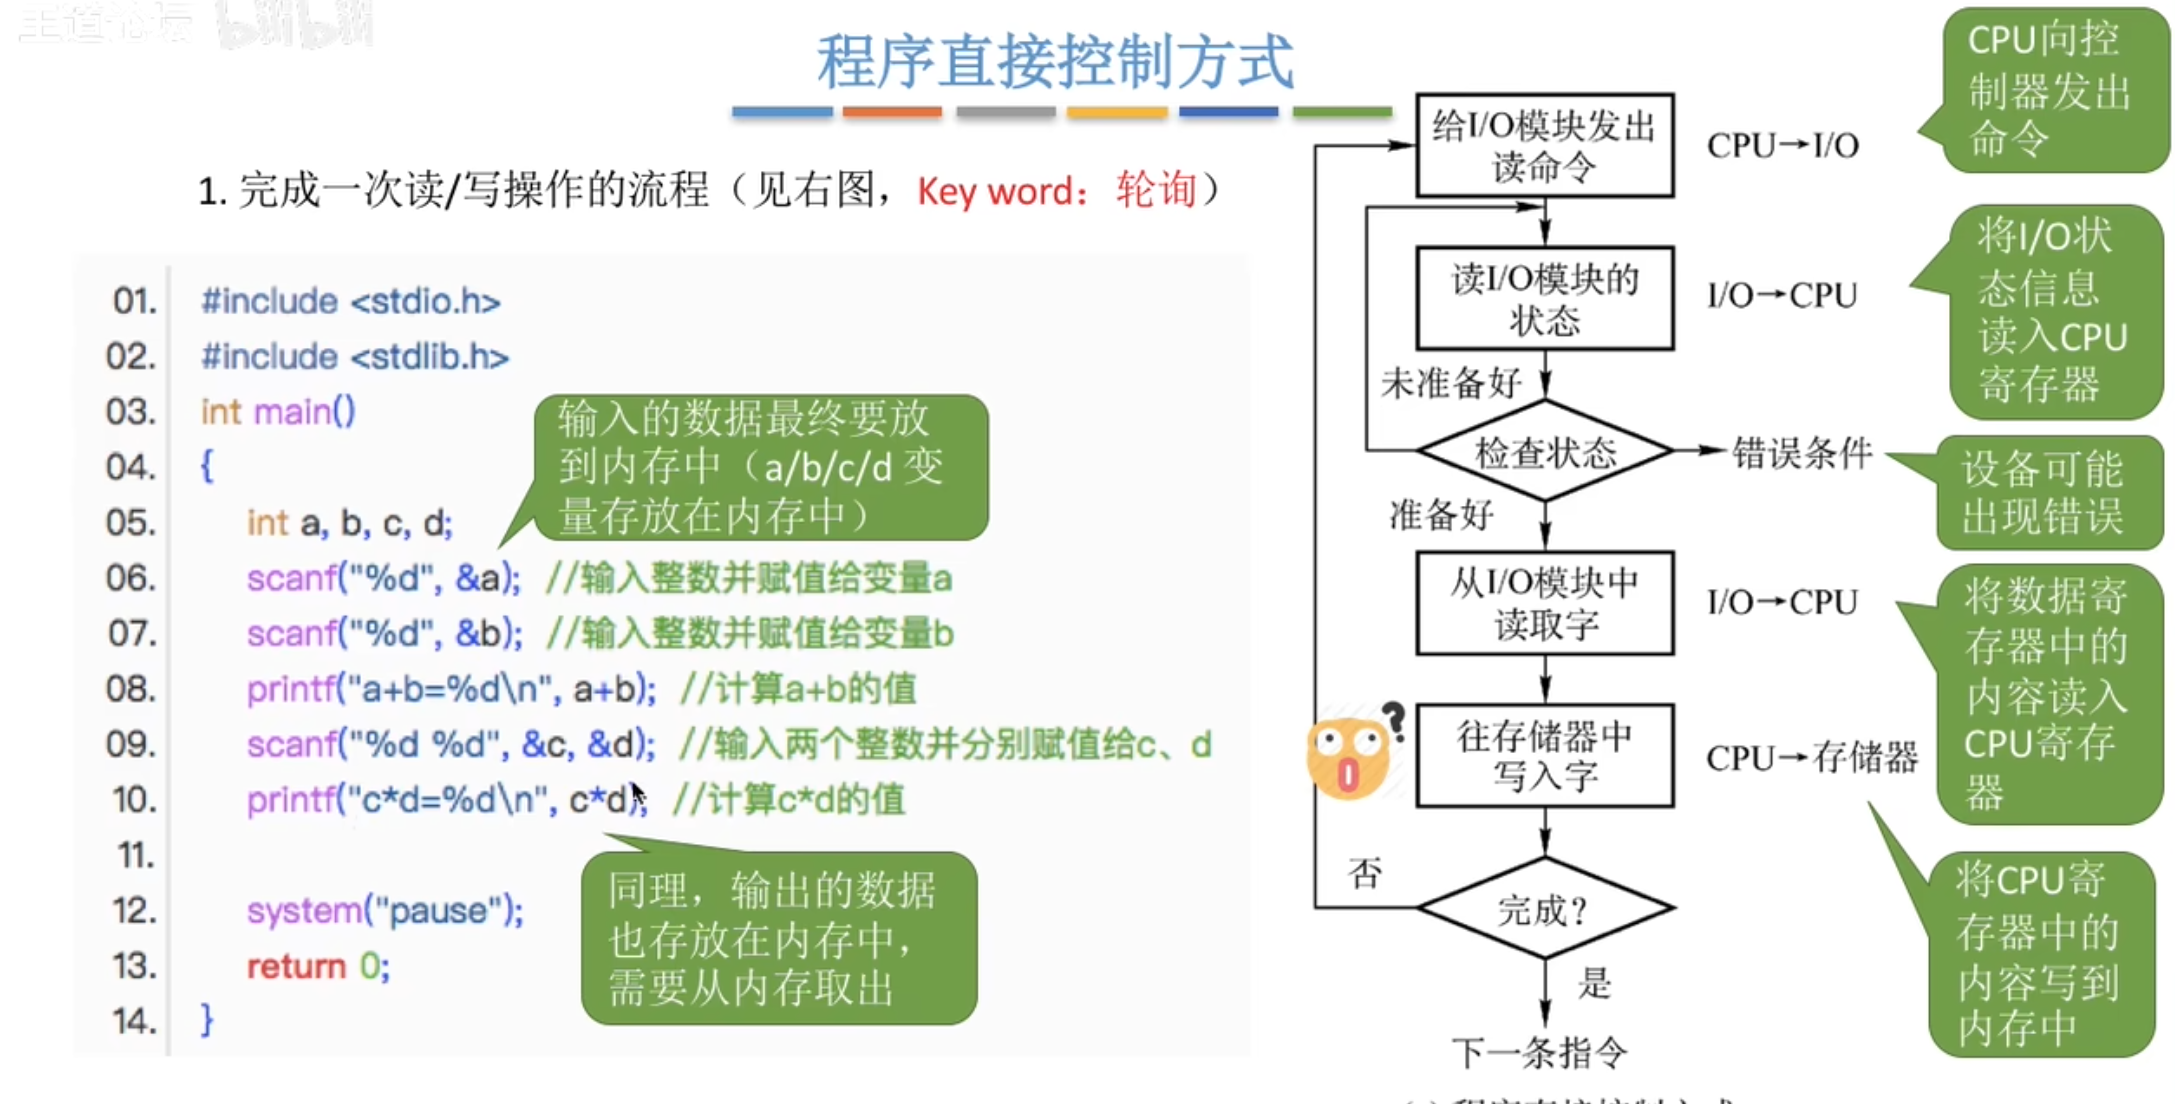 王道论坛 bilibili
程序直接控制方式
1. 完成一次读/写操作的流程（见右图，Key word：轮询）
01. #include <stdio.h>
02. #include <stdlib.h>
03. int main()
04. {
05. int a, b, c, d;
06. scanf("%d", &a); //输入整数并赋值给变量a
07. scanf("%d", &b); //输入整数并赋值给变量b
08. printf("a+b=%d\n", a+b); //计算a+b的值
09. scanf("%d %d", &c, &d); //输入两个整数并分别赋值给c、d
10. printf("c*d=%d\n", c*d); //计算c*d的值
11.
12. system("pause");
13. return 0;
14. }
输入的数据最终要放
到内存中（a/b/c/d 变
量存放在内存中）
同理，输出的数据
也存放在内存中，
需要从内存取出
给I/O模块发出
读命令
CPU→I/O
CPU向控
制器发出
命令
读I/O模块的
状态
I/O→CPU
将I/O状
态信息
读入CPU
寄存器
未准备好
检查状态
错误条件
设备可能
出现错误
准备好
从I/O模块中
读取字
I/O→CPU
将数据寄
存器中的
内容读入
CPU寄存
器
往存储器中
写入字
CPU→存储器
将CPU寄
存器中的
内容写到
内存中
否
完成？
是
下一条指令